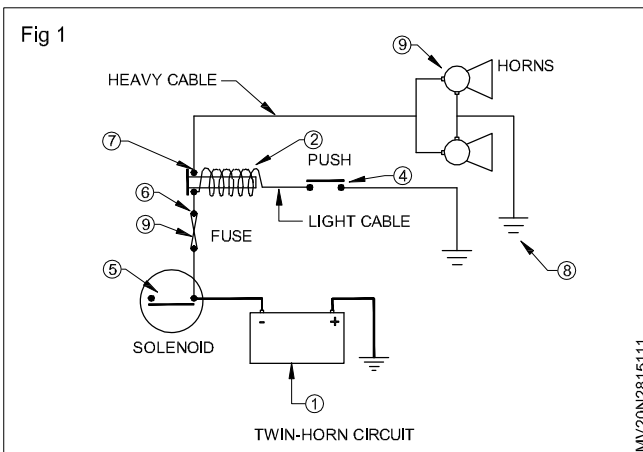 Fig 1
9
HORNS
HEAVY CABLE
7
2
PUSH
4
6
LIGHT CABLE
9
FUSE
8
5
- +
SOLENOID
1
TWIN-HORN CIRCUIT
MV20N2815111